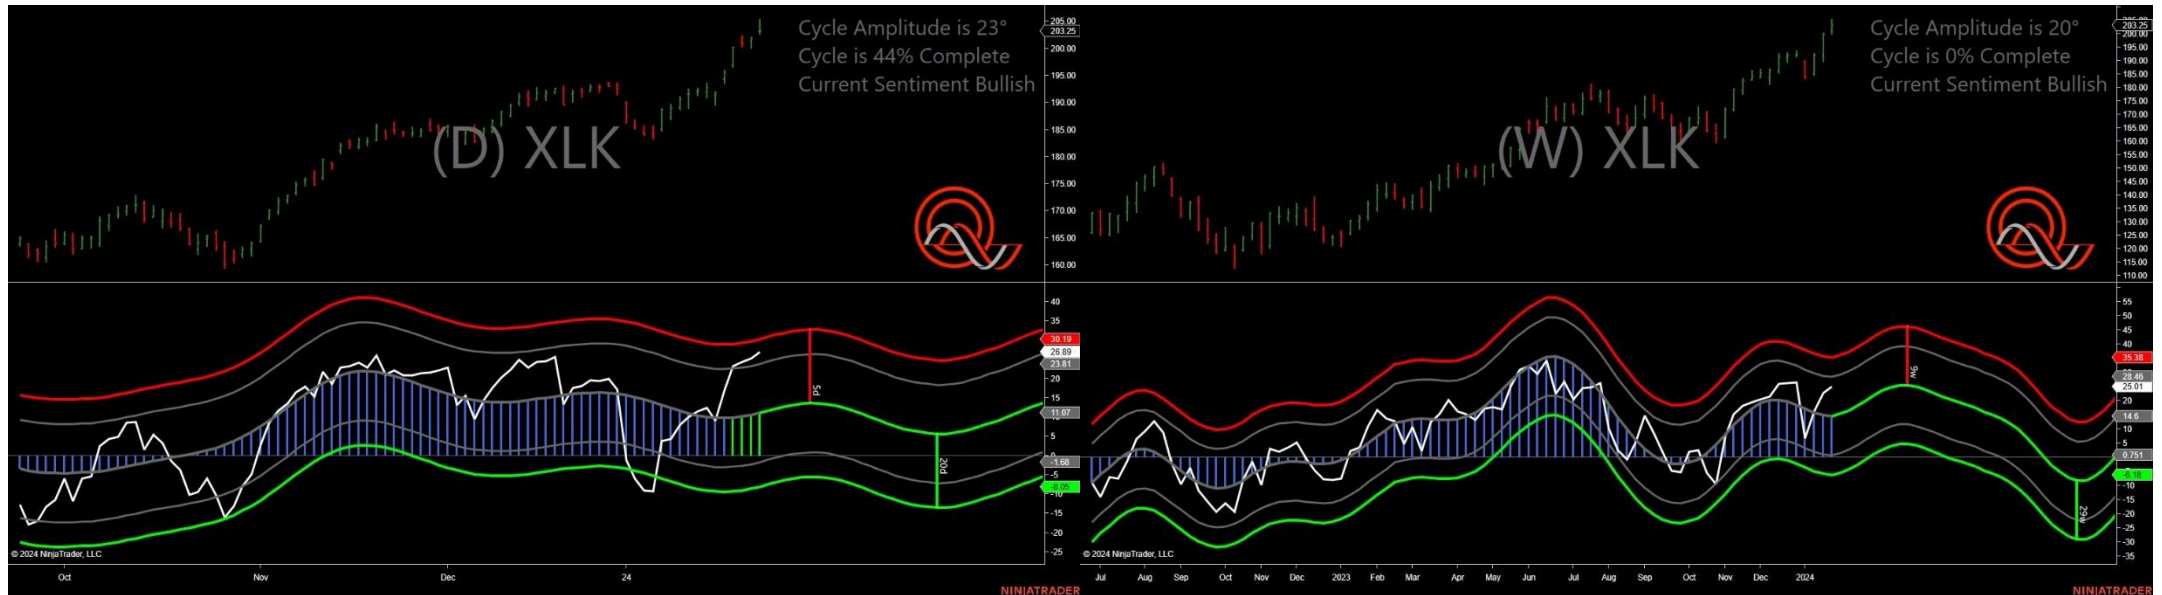 Cycle Amplitude is 23°
Cycle is 44% Complete
Current Sentiment Bullish
(D) XLK
205.00
203.25
200.00
195.00
190.00
185.00
180.00
175.00
170.00
165.00
160.00
40
35
30.19
26.89
23.81
20
15
11.07
5
-1.68
-5
-8.05
-10
-15
-20
-25
5d
20d
© 2024 NinjaTrader, LLC
Oct
Nov
Dec
24
NINJATRADER
Cycle Amplitude is 20°
Cycle is 0% Complete
Current Sentiment Bullish
(W) XLK
203.25
200.00
195.00
190.00
185.00
180.00
175.00
170.00
165.00
160.00
155.00
150.00
145.00
140.00
135.00
130.00
125.00
120.00
115.00
110.00
55
50
45
40
35.38
28.46
25.01
20
14.6
10
5
0.751
-6.18
-10
-15
-20
-25
-30
-35
9w
29w
© 2024 NinjaTrader, LLC
Jul
Aug
Sep
Oct
Nov
Dec
2023
Feb
Mar
Apr
May
Jun
Jul
Aug
Sep
Oct
Nov
Dec
2024
NINJATRADER